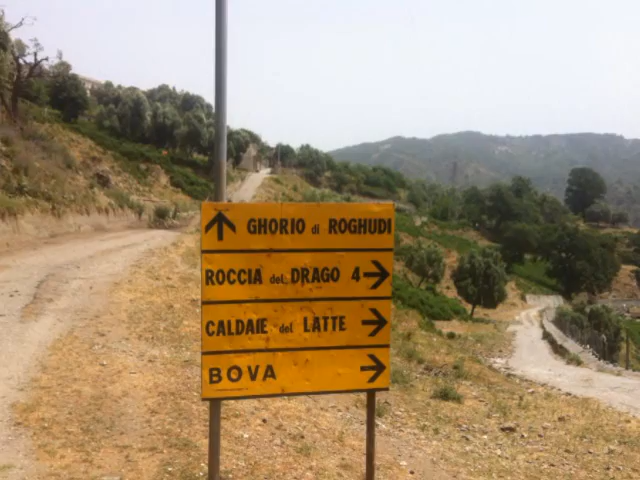 GHORIO di ROGHUDI
ROCCIA del DRAGO 4
CALDAIE del LATTE
BOVA